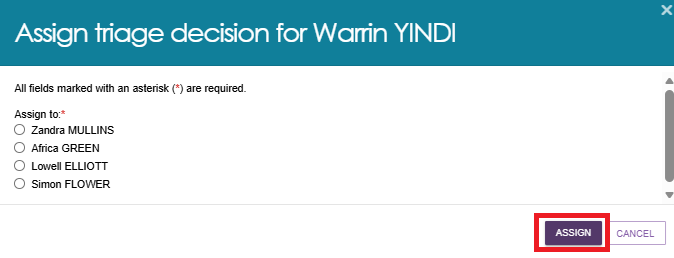 Assign triage decision for Warrin YINDI
All fields marked with an asterisk (*) are required.
Assign to:*
Zandra MULLINS
Africa GREEN
Lowell ELLIOTT
Simon FLOWER
ASSIGN
CANCEL